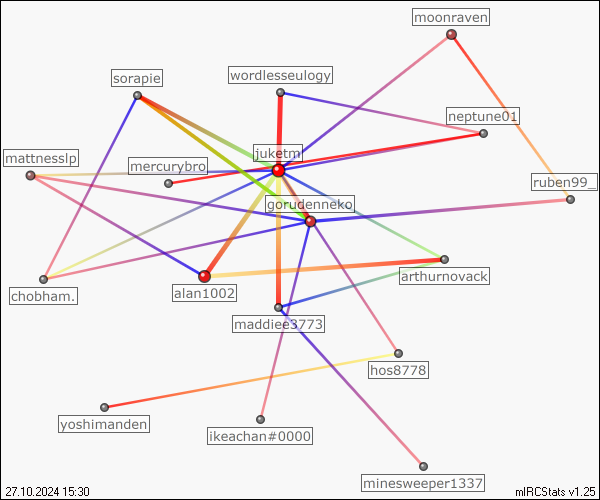 moonraven
sorapie
wordlesseulogy
neptune01
mattnesslp
mercurybro
juketm
ruben99_
gorudenneko
chobham.
alan1002
arthurnovack
maddiee3773
hos8778
yoshimanden
ikeachan#0000
minesweeper1337
27.10.2024 15:30
mIRCStats v1.25